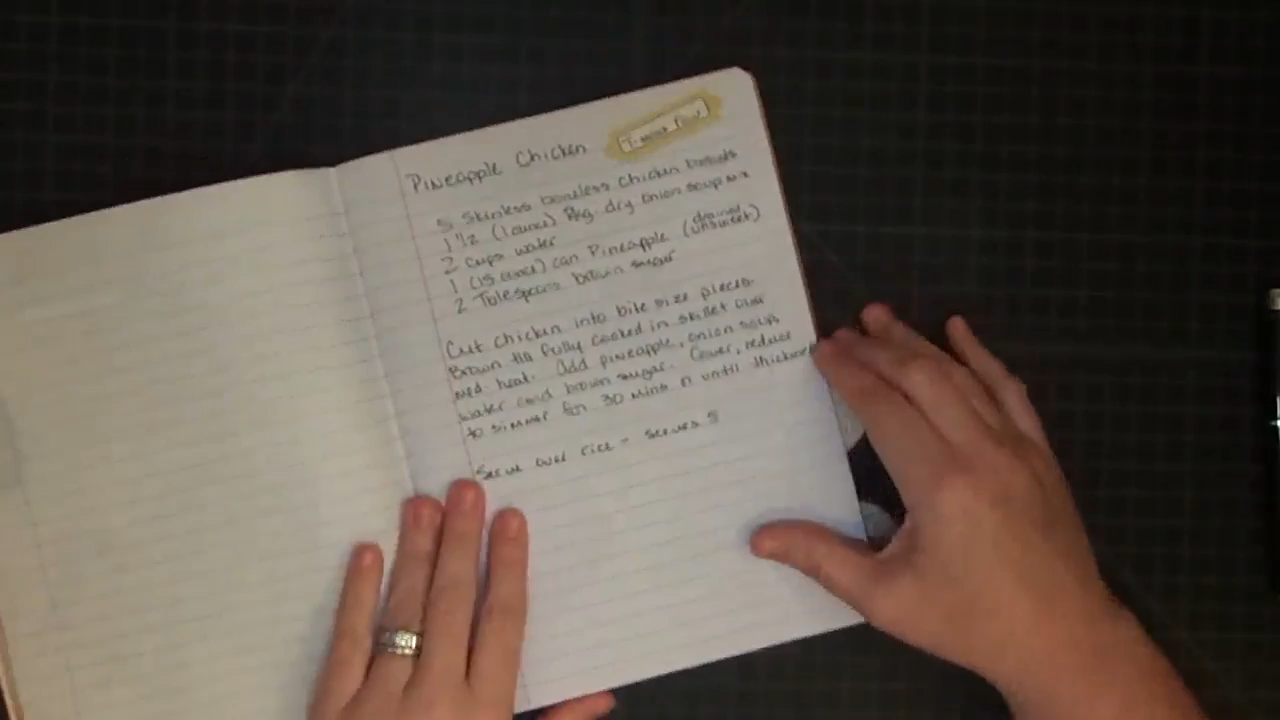 Pineapple Chicken
5 Skinless boneless chicken breasts
1 1/2 (1 ounce) Pkg. dry onion soup mix
2 cups water
1 (15 ounce) can Pineapple (drained unsweet)
2 Tablespoons brown sugar
Cut chicken into bite size pieces.
Brown till fully cooked in skillet over
med. heat. Add pineapple, onion soup,
water and brown sugar. Cover, reduce
to simmer for 30 mins or until thickness
Serve over rice - serves 5